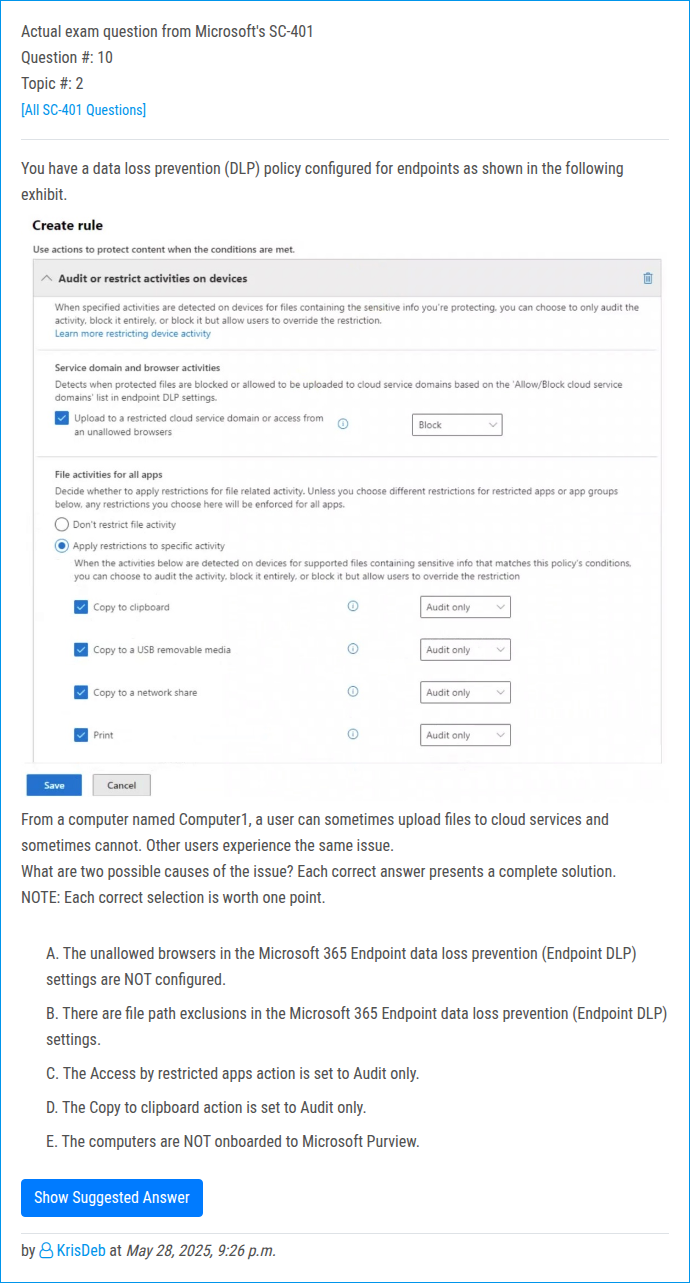 Actual exam question from Microsoft's SC-401
Question #: 10
Topic #: 2
[All SC-401 Questions]
You have a data loss prevention (DLP) policy configured for endpoints as shown in the following
exhibit.
Create rule
Use actions to protect content when the conditions are met.
Audit or restrict activities on devices
When specified activities are detected on devices for files containing the sensitive info you're protecting, you can choose to only audit the
activity, block it entirely, or block it but allow users to override the restriction.
Learn more restricting device activity
Service domain and browser activities
Detects when protected files are blocked or allowed to be uploaded to cloud service domains based on the 'Allow/Block cloud service
domains' list in endpoint DLP settings.
Upload to a restricted cloud service domain or access from
an unallowed browsers
Block
File activities for all apps
Decide whether to apply restrictions for file related activity. Unless you choose different restrictions for restricted apps or app groups
below, any restrictions you choose here will be enforced for all apps.
Don't restrict file activity
Apply restrictions to specific activity
When the activities below are detected on devices for supported files containing sensitive info that matches this policy's conditions,
you can choose to audit the activity, block it entirely, or block it but allow users to override the restriction
Copy to clipboard Audit only
Copy to a USB removable media Audit only
Copy to a network share Audit only
Print Audit only
Save Cancel
From a computer named Computer1, a user can sometimes upload files to cloud services and
sometimes cannot. Other users experience the same issue.
What are two possible causes of the issue? Each correct answer presents a complete solution.
NOTE: Each correct selection is worth one point.
A. The unallowed browsers in the Microsoft 365 Endpoint data loss prevention (Endpoint DLP)
settings are NOT configured.
B. There are file path exclusions in the Microsoft 365 Endpoint data loss prevention (Endpoint DLP)
settings.
C. The Access by restricted apps action is set to Audit only.
D. The Copy to clipboard action is set to Audit only.
E. The computers are NOT onboarded to Microsoft Purview.
Show Suggested Answer
by KrisDeb at May 28, 2025, 9:26 p.m.